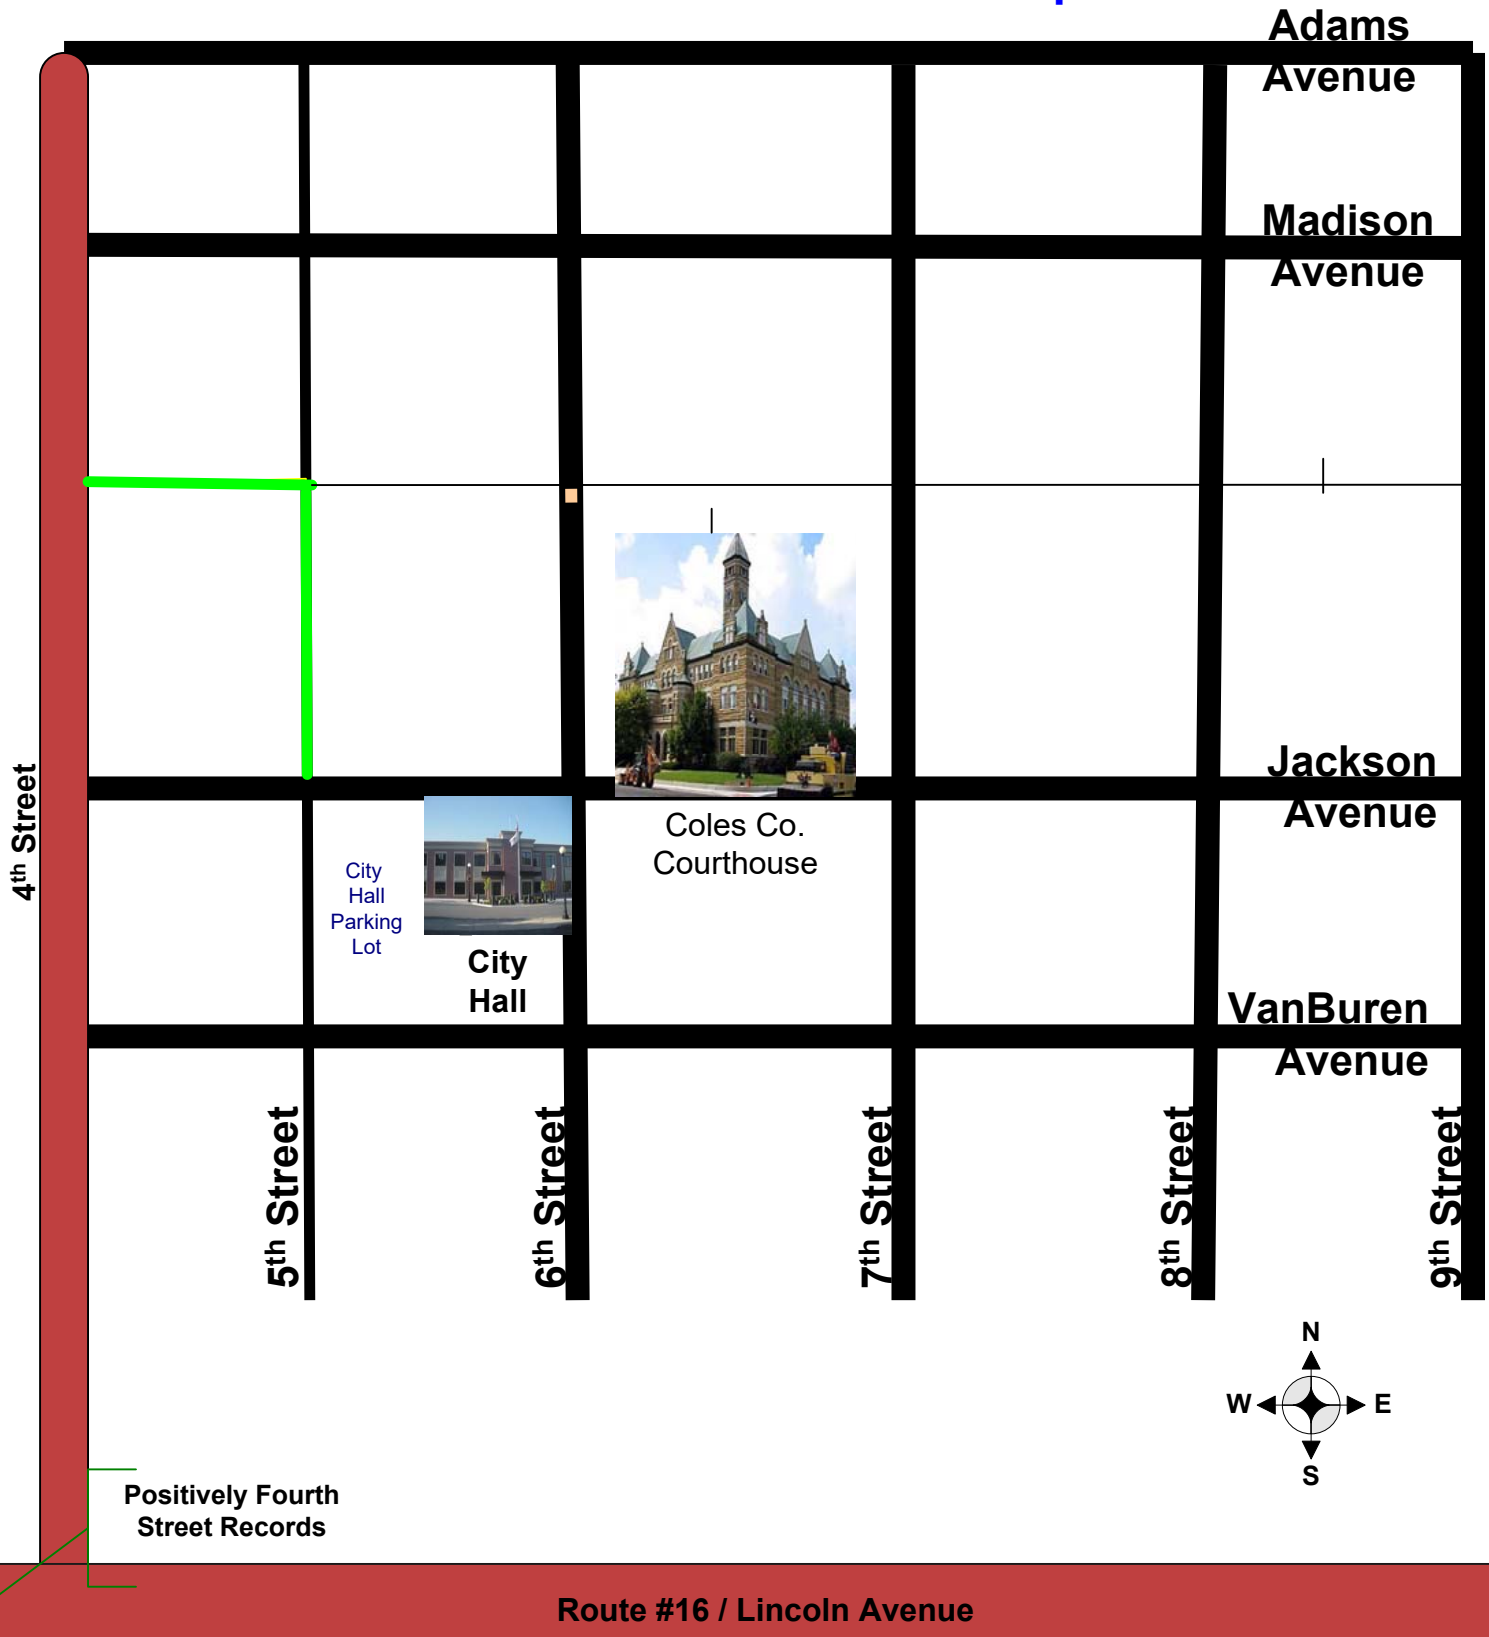 Adams
Avenue
Madison
Avenue
Jackson
Avenue
4th Street
Coles Co.
Courthouse
City
Hall
Parking
Lot
City
Hall
VanBuren
Avenue
5th Street
6th Street
7th Street
8th Street
9th Street
N
W
E
S
Positively Fourth
Street Records
Route #16 / Lincoln Avenue